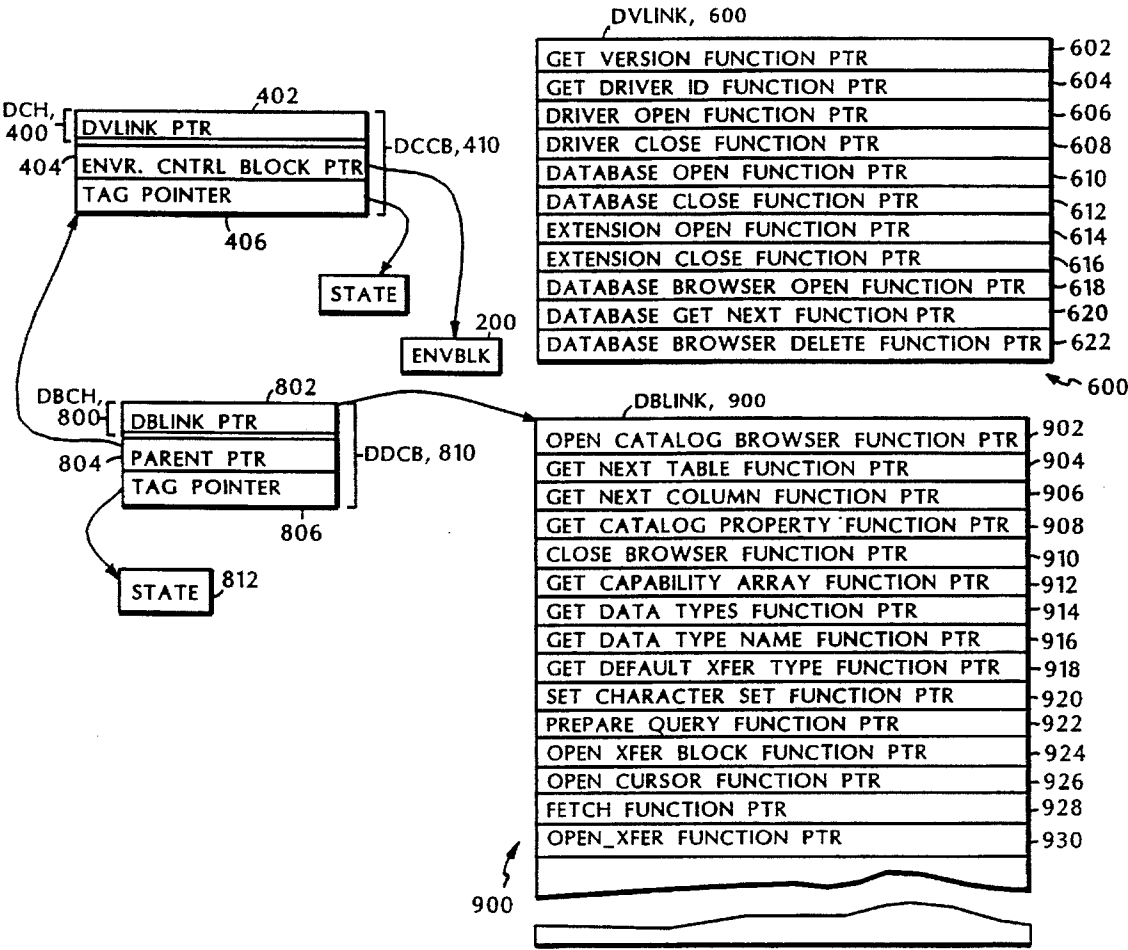 DVLINK, 600
GET VERSION FUNCTION PTR 602
GET DRIVER ID FUNCTION PTR 604
DRIVER OPEN FUNCTION PTR 606
DRIVER CLOSE FUNCTION PTR 608
DATABASE OPEN FUNCTION PTR 610
DATABASE CLOSE FUNCTION PTR 612
EXTENSION OPEN FUNCTION PTR 614
EXTENSION CLOSE FUNCTION PTR 616
DATABASE BROWSER OPEN FUNCTION PTR 618
DATABASE GET NEXT FUNCTION PTR 620
DATABASE BROWSER DELETE FUNCTION PTR 622
600
402
DCH, 400
DVLINK PTR
DCCB, 410
404 ENVR. CNTRL BLOCK PTR
TAG POINTER
406
STATE
200
ENVBLK
802
DBCH, 800
DBLINK PTR
DDCB, 810
804 PARENT PTR
TAG POINTER
806
STATE 812
DBLINK, 900
OPEN CATALOG BROWSER FUNCTION PTR 902
GET NEXT TABLE FUNCTION PTR 904
GET NEXT COLUMN FUNCTION PTR 906
GET CATALOG PROPERTY FUNCTION PTR 908
CLOSE BROWSER FUNCTION PTR 910
GET CAPABILITY ARRAY FUNCTION PTR 912
GET DATA TYPES FUNCTION PTR 914
GET DATA TYPE NAME FUNCTION PTR 916
GET DEFAULT XFER TYPE FUNCTION PTR 918
SET CHARACTER SET FUNCTION PTR 920
PREPARE QUERY FUNCTION PTR 922
OPEN XFER BLOCK FUNCTION PTR 924
OPEN CURSOR FUNCTION PTR 926
FETCH FUNCTION PTR 928
OPEN_XFER FUNCTION PTR 930
900